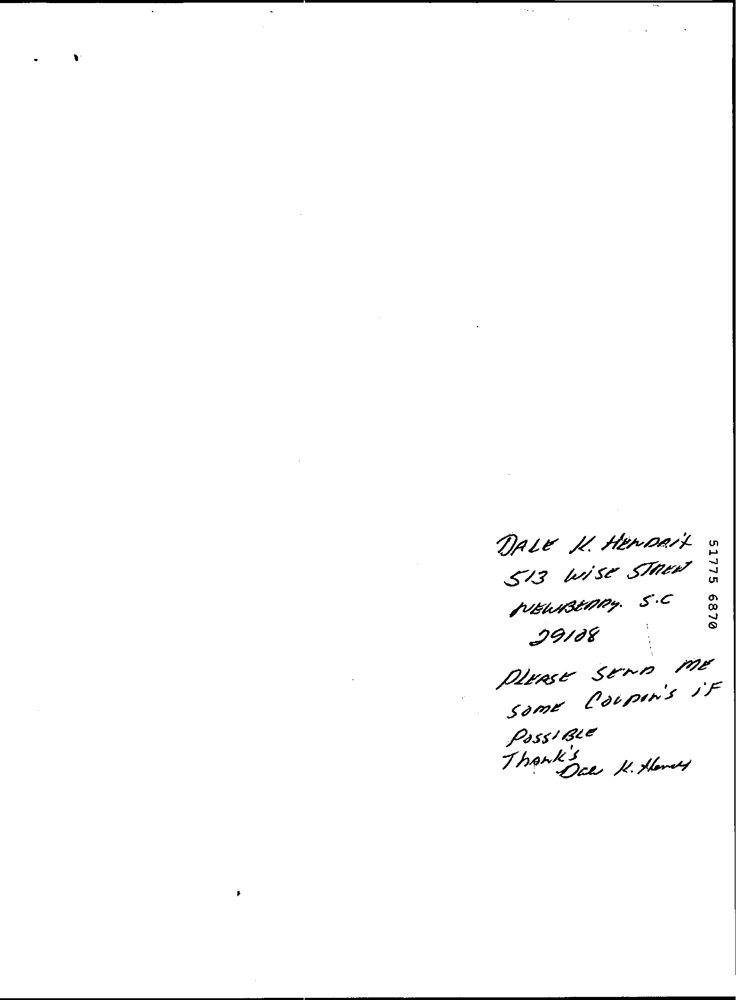 DALE K. HENDRIX
513 WISE STREET
NEWBERRY. S.C
29108
PLEASE SEND ME
SOME COUPON'S iF
POSSIBLE
Thank's
Dale K. Hendrix
51775 6870